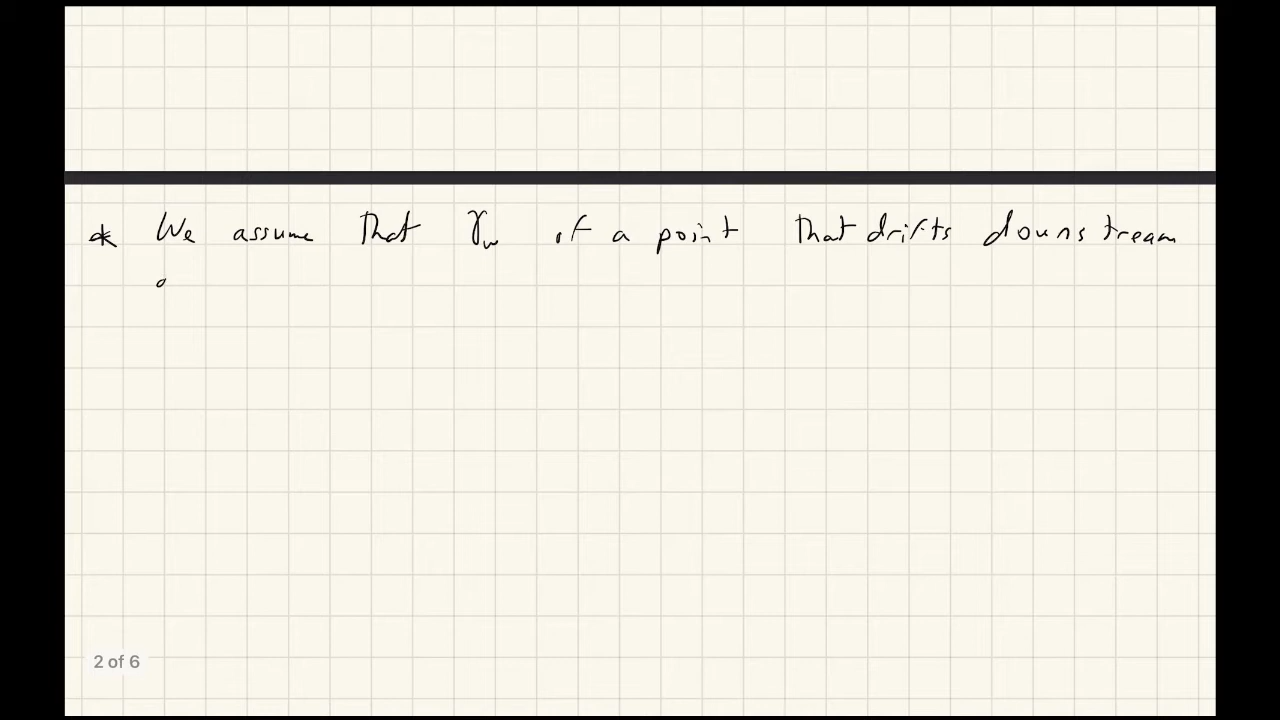 * We assume that γw of a point that drifts downstream
o
2 of 6